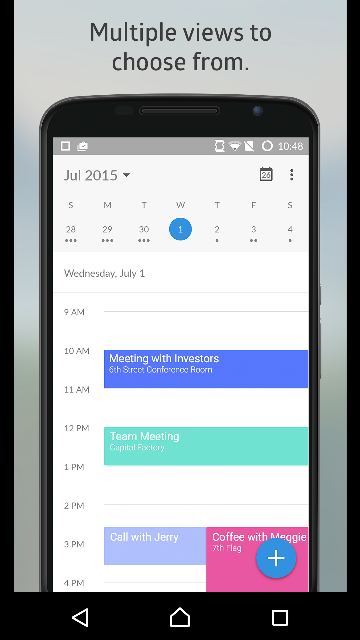 Multiple views to
choose from.
10:48
Jul 2015
26
S M T W T F S
28 29 30 1 2 3 4
Wednesday, July 1
9 AM
10 AM
Meeting with Investors
6th Street Conference Room
11 AM
12 PM
Team Meeting
Capital Factory
1 PM
2 PM
Call with Jerry
Coffee with Meggie
7th Flag
3 PM
4 PM